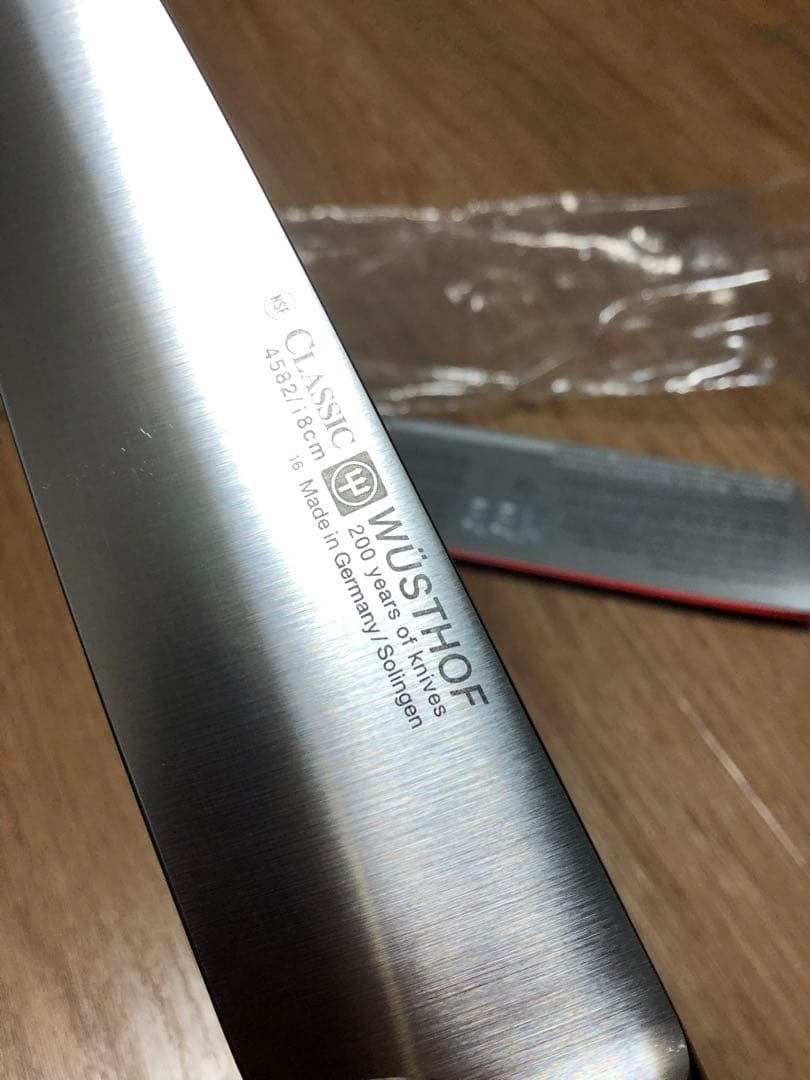 NSF
CLASSIC
4582/18cm
16
WÜSTHOF
200 years of knives
Made in Germany/Solingen